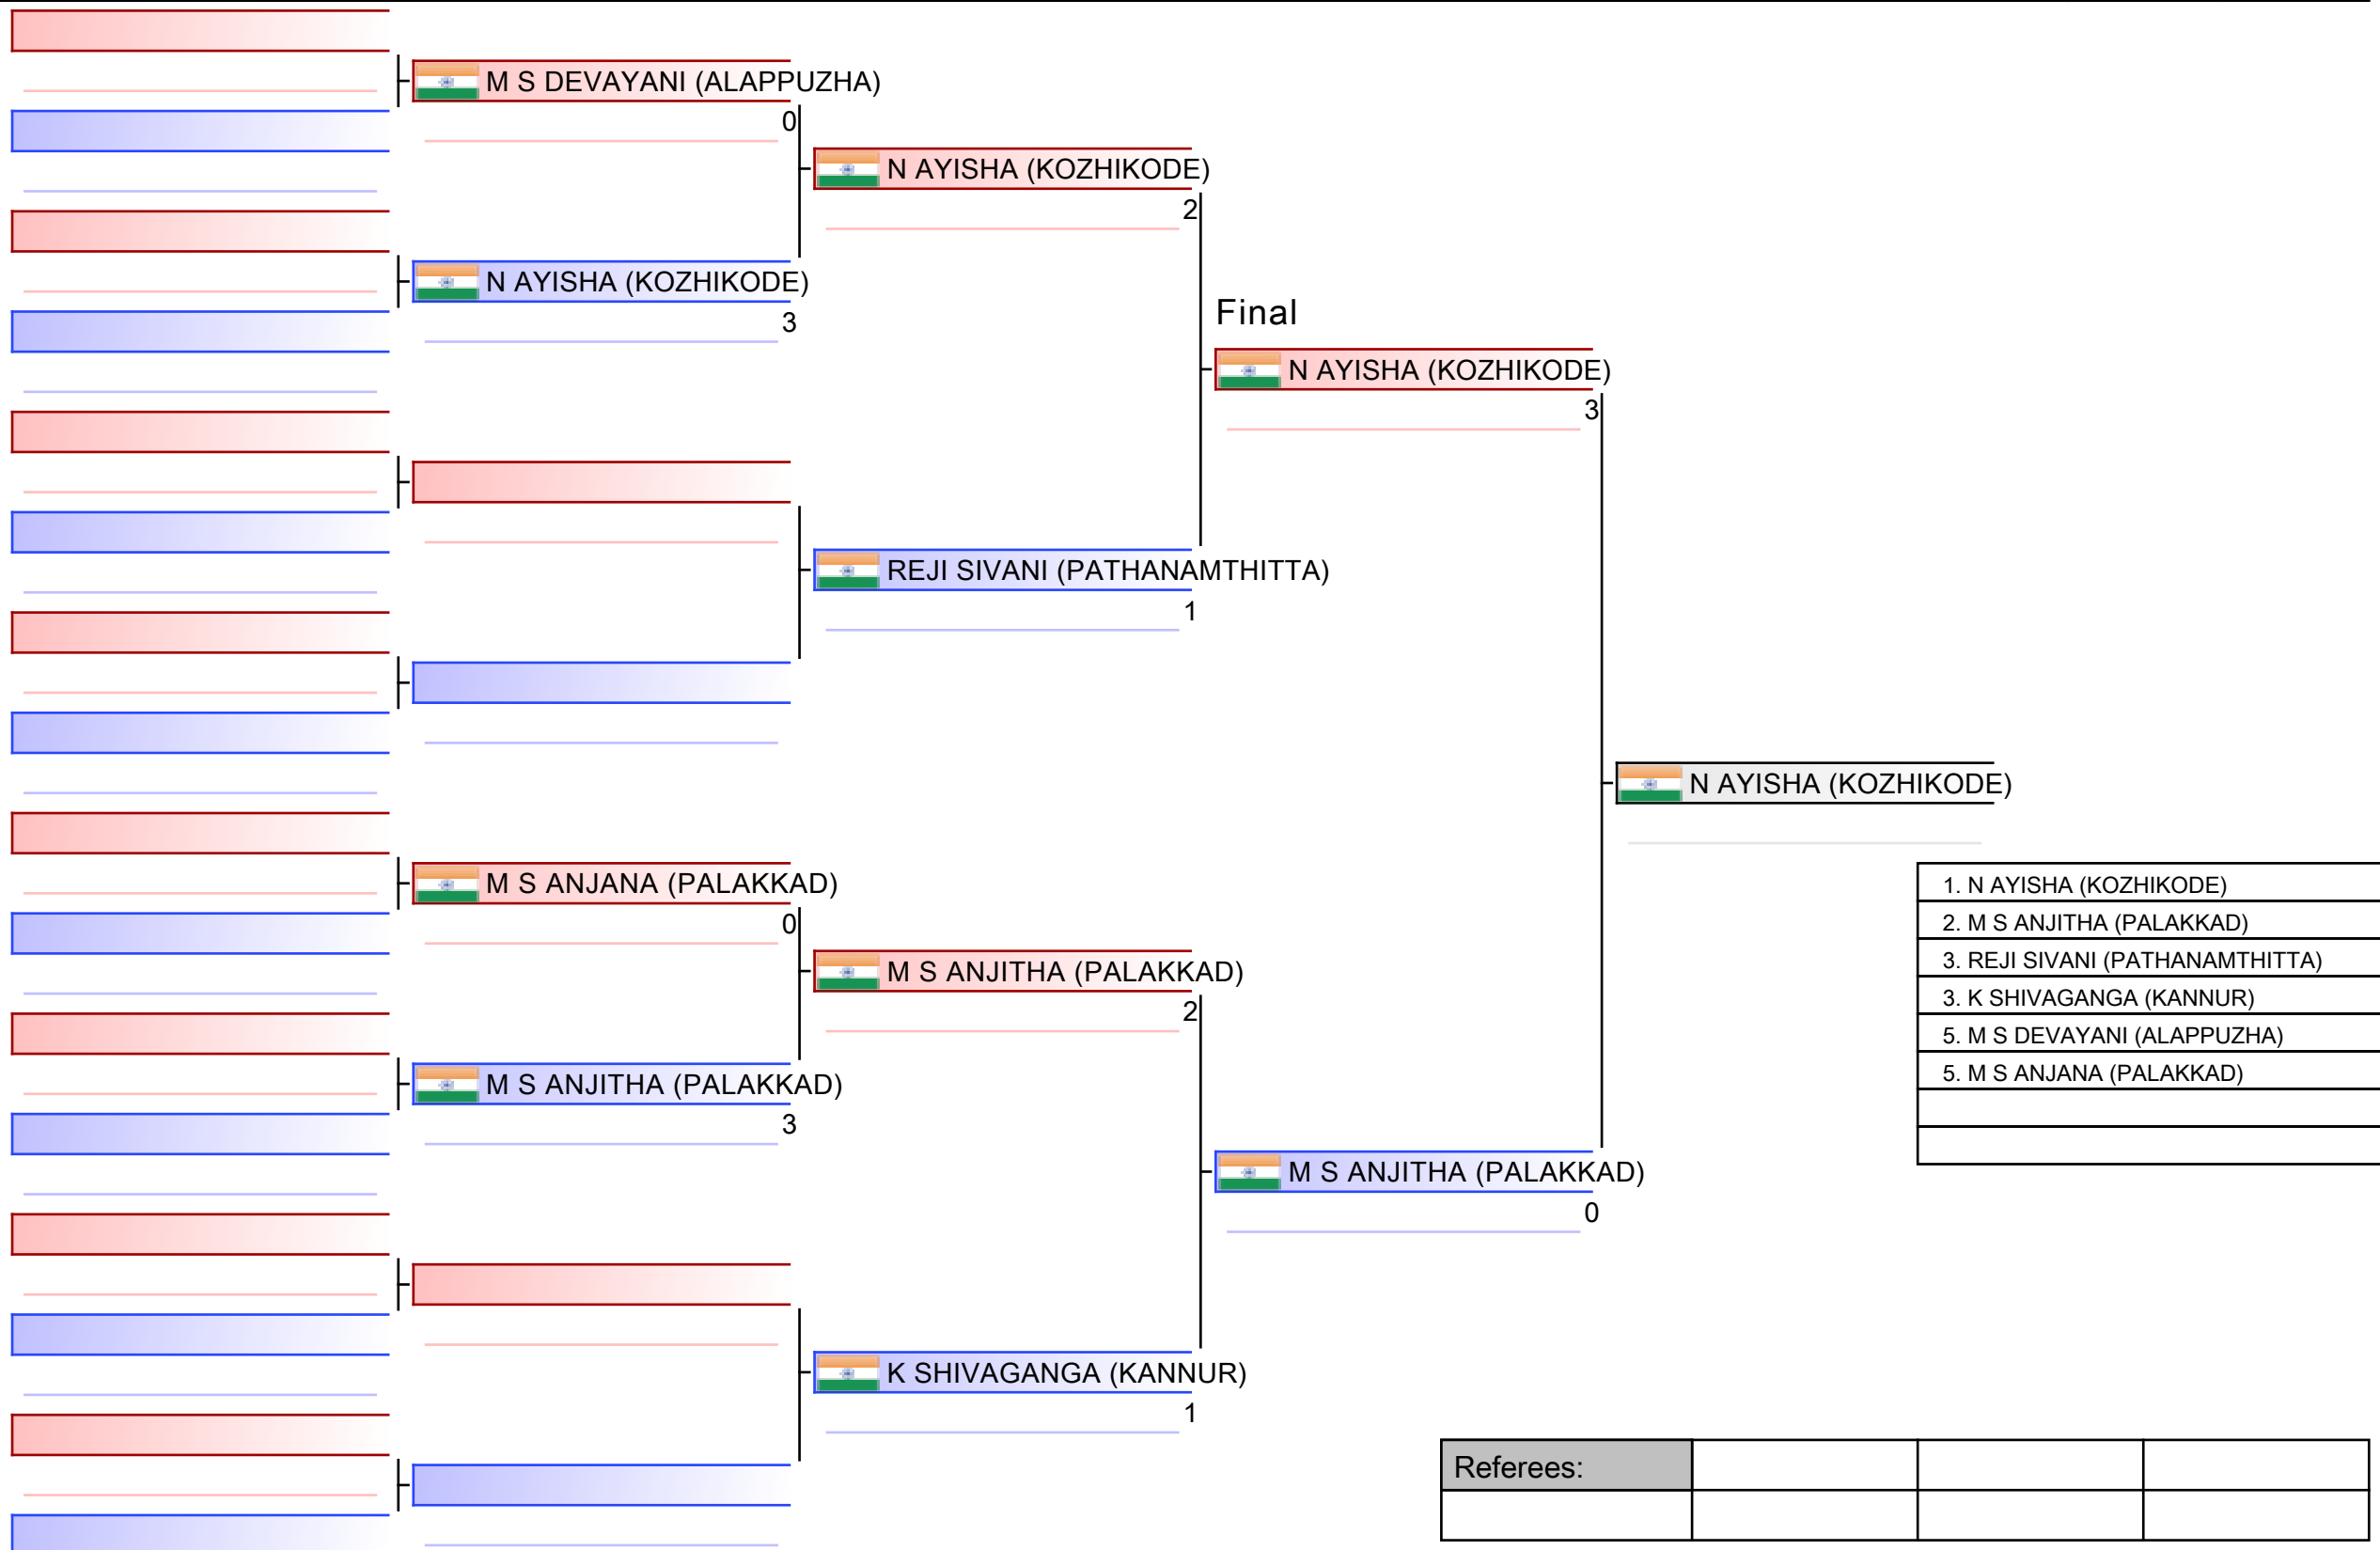 M S DEVAYANI (ALAPPUZHA)
0
N AYISHA (KOZHIKODE)
2
N AYISHA (KOZHIKODE)
3
Final
N AYISHA (KOZHIKODE)
3
REJI SIVANI (PATHANAMTHITTA)
1
N AYISHA (KOZHIKODE)
M S ANJANA (PALAKKAD)
0
M S ANJITHA (PALAKKAD)
2
M S ANJITHA (PALAKKAD)
3
M S ANJITHA (PALAKKAD)
0
K SHIVAGANGA (KANNUR)
1
1. N AYISHA (KOZHIKODE)
2. M S ANJITHA (PALAKKAD)
3. REJI SIVANI (PATHANAMTHITTA)
3. K SHIVAGANGA (KANNUR)
5. M S DEVAYANI (ALAPPUZHA)
5. M S ANJANA (PALAKKAD)
Referees: